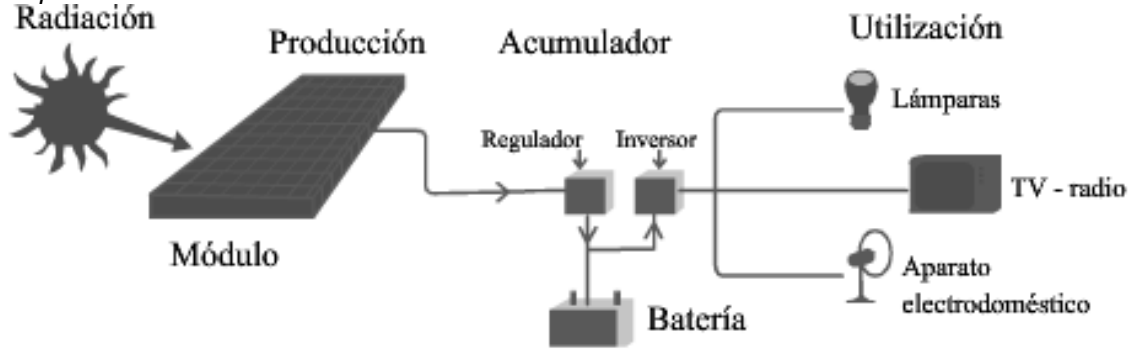 Radiación
Producción
Acumulador
Utilización
Lámparas
Regulador
Inversor
TV - radio
Módulo
Aparato
electrodoméstico
Batería